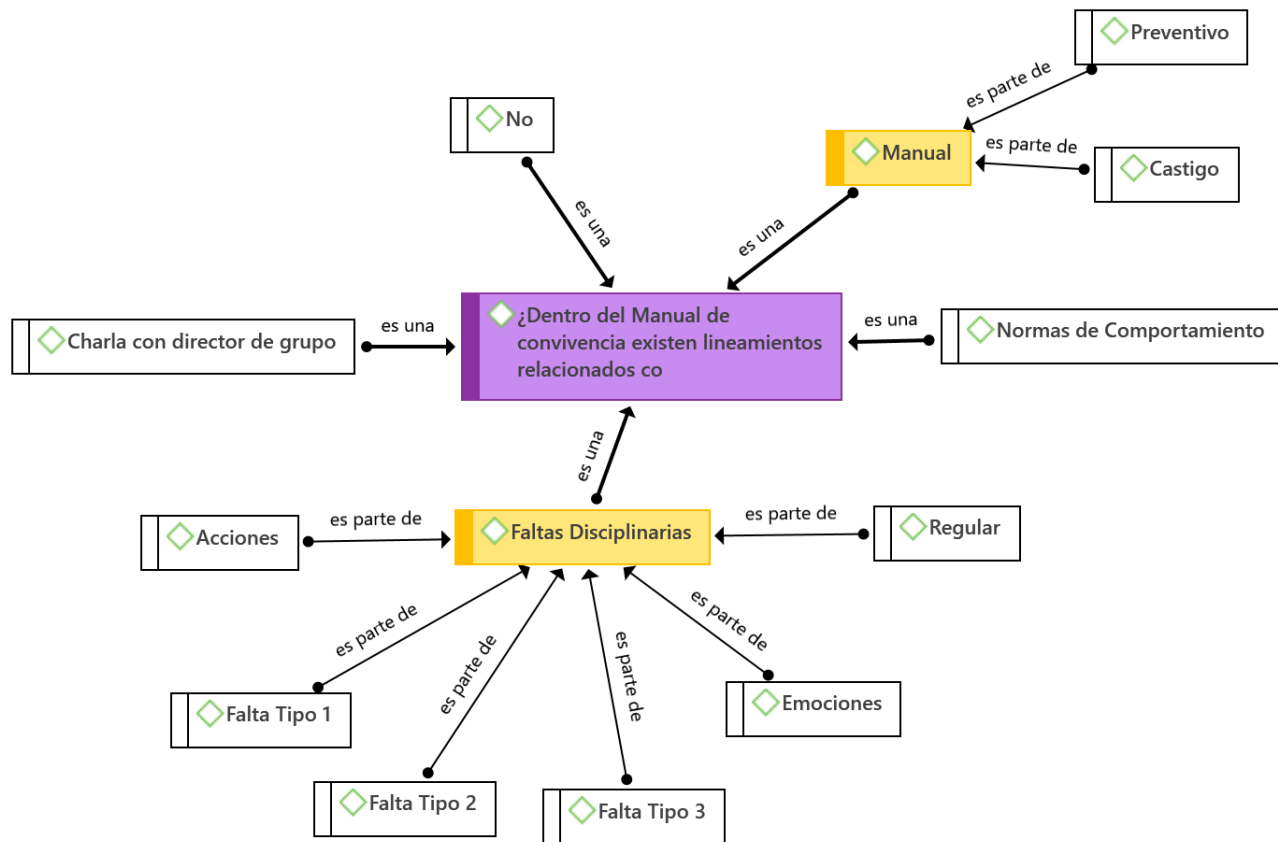 Preventivo
es parte de
No
Manual
es parte de
Castigo
es una
es una
Charla con director de grupo
es una
¿Dentro del Manual de
convivencia existen lineamientos
relacionados co
es una
Normas de Comportamiento
es una
Acciones
es parte de
Faltas Disciplinarias
es parte de
Regular
es parte de
es parte de
es parte de
es parte de
Falta Tipo 1
Emociones
Falta Tipo 2
Falta Tipo 3